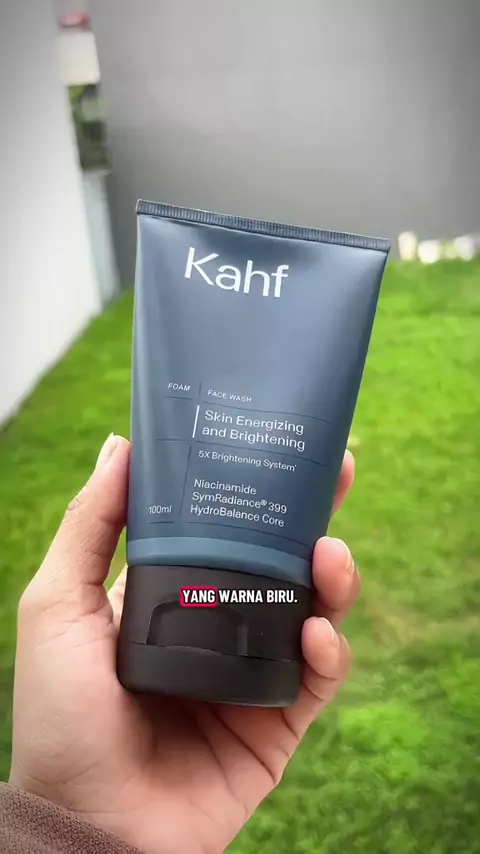 Kahf
FOAM FACE WASH
Skin Energizing
and Brightening
5X Brightening System*
Niacinamide
SymRadiance® 399
HydroBalance Core
100ml
YANG WARNA BIRU.